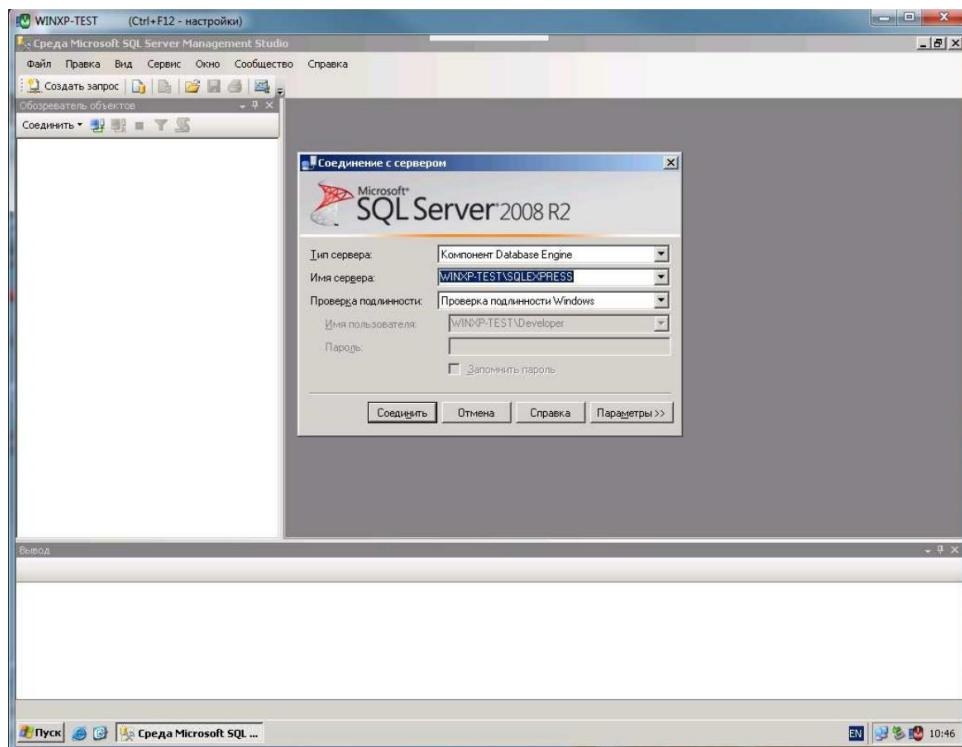 WINXP-TEST (Ctrl+F12 - настройки)
Среда Microsoft SQL Server Management Studio
Файл Правка Вид Сервис Окно Сообщество Справка
Создать запрос
Обозреватель объектов
Соединить
Соединение с сервером
Microsoft
SQL Server 2008 R2
Тип сервера: Компонент Database Engine
Имя сервера: WINXP-TEST\SQLEXPRESS
Проверка подлинности: Проверка подлинности Windows
Имя пользователя: WINXP-TEST\Developer
Пароль:
Запомнить пароль
Соединить Отмена Справка Параметры >>
Вывод
Пуск Среда Microsoft SQL ... EN 10:46